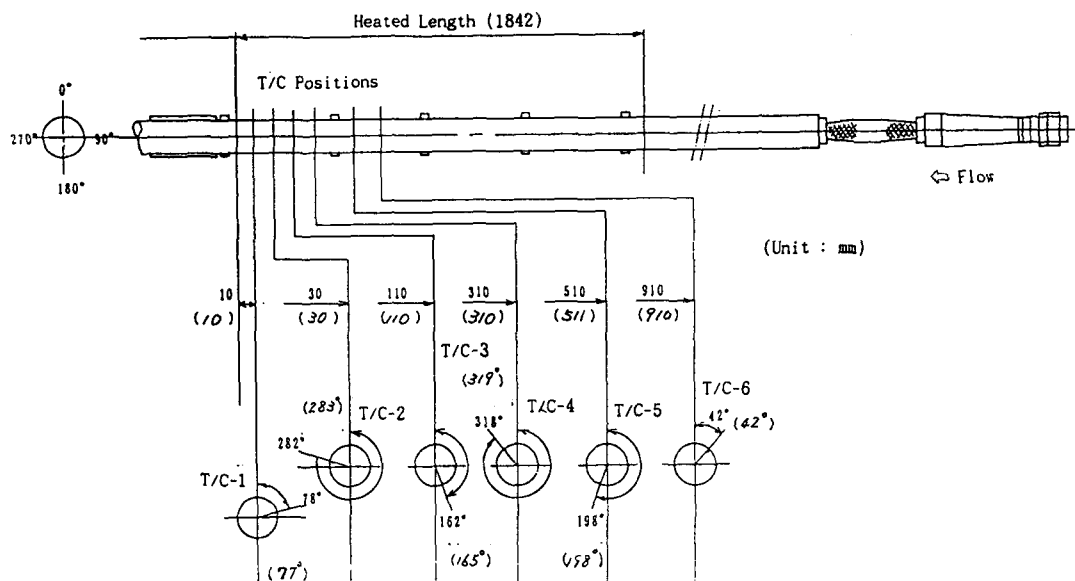 Heated Length (1842)
T/C Positions
0°
270°
90°
180°
⇦ Flow
(Unit : mm)
10
30
110
310
510
910
(10)
(30)
(110)
(310)
(511)
(910)
T/C-3
(319°)
T/C-6
(283°)
T/C-2
318°
T/C-4
T/C-5
42°
(42°)
282°
T/C-1
78°
162°
198°
(77°)
(165°)
(198°)